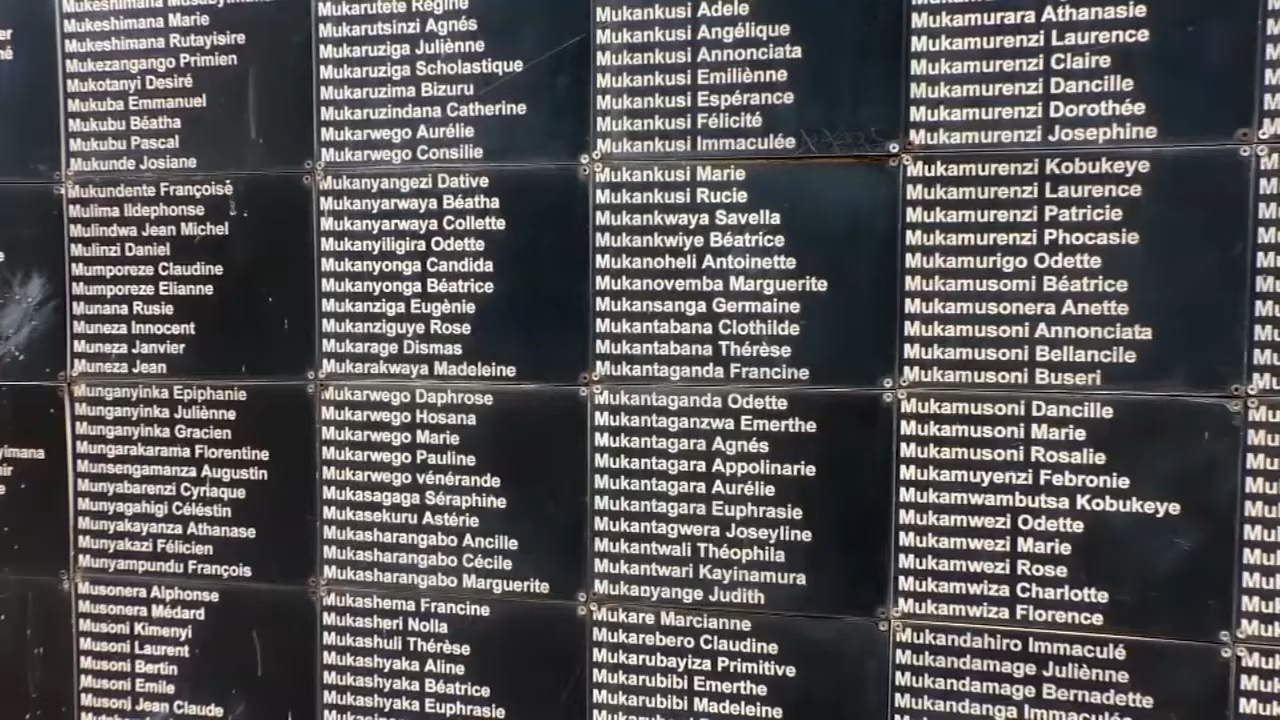 Mukeshimana
Mukeshimana Marie
Mukeshimana Rutayisire
Mukezangango Primien
Mukotanyi Desiré
Mukuba Emmanuel
Mukubu Béatha
Mukubu Pascal
Mukunde Josiane
Mukundente Françoise
Mulima Ildephonse
Mulindwa Jean Michel
Mulinzi Daniel
Mumporeze Claudine
Mumporeze Elianne
Munana Rusie
Muneza Innocent
Muneza Janvier
Muneza Jean
Munganyinka Epiphanie
Munganyinka Juliènne
Munganyinka Gracien
Mungarakarama Florentine
Munsengamanza Augustin
Munyabarenzi Cyriaque
Munyagahigi Céléstin
Munyakayanza Athanase
Munyakazi Félicien
Munyampundu François
Musonera Alphonse
Musonera Médard
Musoni Kimenyi
Musoni Laurent
Musoni Bertin
Musoni Emile
Musoni Jean Claude
Mukarutete Regine
Mukarutsinzi Agnés
Mukaruziga Juliènne
Mukaruziga Scholastique
Mukaruzima Bizuru
Mukaruzindana Catherine
Mukarwego Aurélie
Mukarwego Consilie
Mukanyangezi Dative
Mukanyarwaya Béatha
Mukanyarwaya Collette
Mukanyiligira Odette
Mukanyonga Candida
Mukanyonga Béatrice
Mukanziga Eugènie
Mukanziguye Rose
Mukarage Dismas
Mukarakwaya Madeleine
Mukarwego Daphrose
Mukarwego Hosana
Mukarwego Marie
Mukarwego Pauline
Mukarwego vénérande
Mukasagaga Séraphine
Mukasekuru Astérie
Mukasharangabo Ancille
Mukasharangabo Cécile
Mukasharangabo Marguerite
Mukashema Francine
Mukasheri Nolla
Mukashuli Thérèse
Mukashyaka Aline
Mukashyaka Béatrice
Mukashyaka Euphrasie
Mukankusi Adele
Mukankusi Angélique
Mukankusi Annonciata
Mukankusi Emiliènne
Mukankusi Espérance
Mukankusi Félicité
Mukankusi Immaculée
Mukankusi Marie
Mukankusi Rucie
Mukankwaya Savella
Mukankwiye Béatrice
Mukanoheli Antoinette
Mukanovemba Marguerite
Mukansanga Germaine
Mukantabana Clothilde
Mukantabana Thérèse
Mukantaganda Francine
Mukantaganda Odette
Mukantaganzwa Emerthe
Mukantagara Agnés
Mukantagara Appolinarie
Mukantagara Aurélie
Mukantagara Euphrasie
Mukantagwera Joseyline
Mukantwali Théophila
Mukantwari Kayinamura
Mukanyange Judith
Mukare Marcianne
Mukarebero Claudine
Mukarubayiza Primitive
Mukarubibi Emerthe
Mukarubibi Madeleine
Mukamurara Athanasie
Mukamurenzi Laurence
Mukamurenzi Claire
Mukamurenzi Dancille
Mukamurenzi Dorothée
Mukamurenzi Josephine
Mukamurenzi Kobukeye
Mukamurenzi Laurence
Mukamurenzi Patricie
Mukamurenzi Phocasie
Mukamurigo Odette
Mukamusomi Béatrice
Mukamusonera Anette
Mukamusoni Annonciata
Mukamusoni Bellancile
Mukamusoni Buseri
Mukamusoni Dancille
Mukamusoni Marie
Mukamusoni Rosalie
Mukamuyenzi Febronie
Mukamwambutsa Kobukeye
Mukamwezi Odette
Mukamwezi Marie
Mukamwezi Rose
Mukamwiza Charlotte
Mukamwiza Florence
Mukandahiro Immaculé
Mukandamage Juliènne
Mukandamage Bernadette
Mukandanga Immaculée